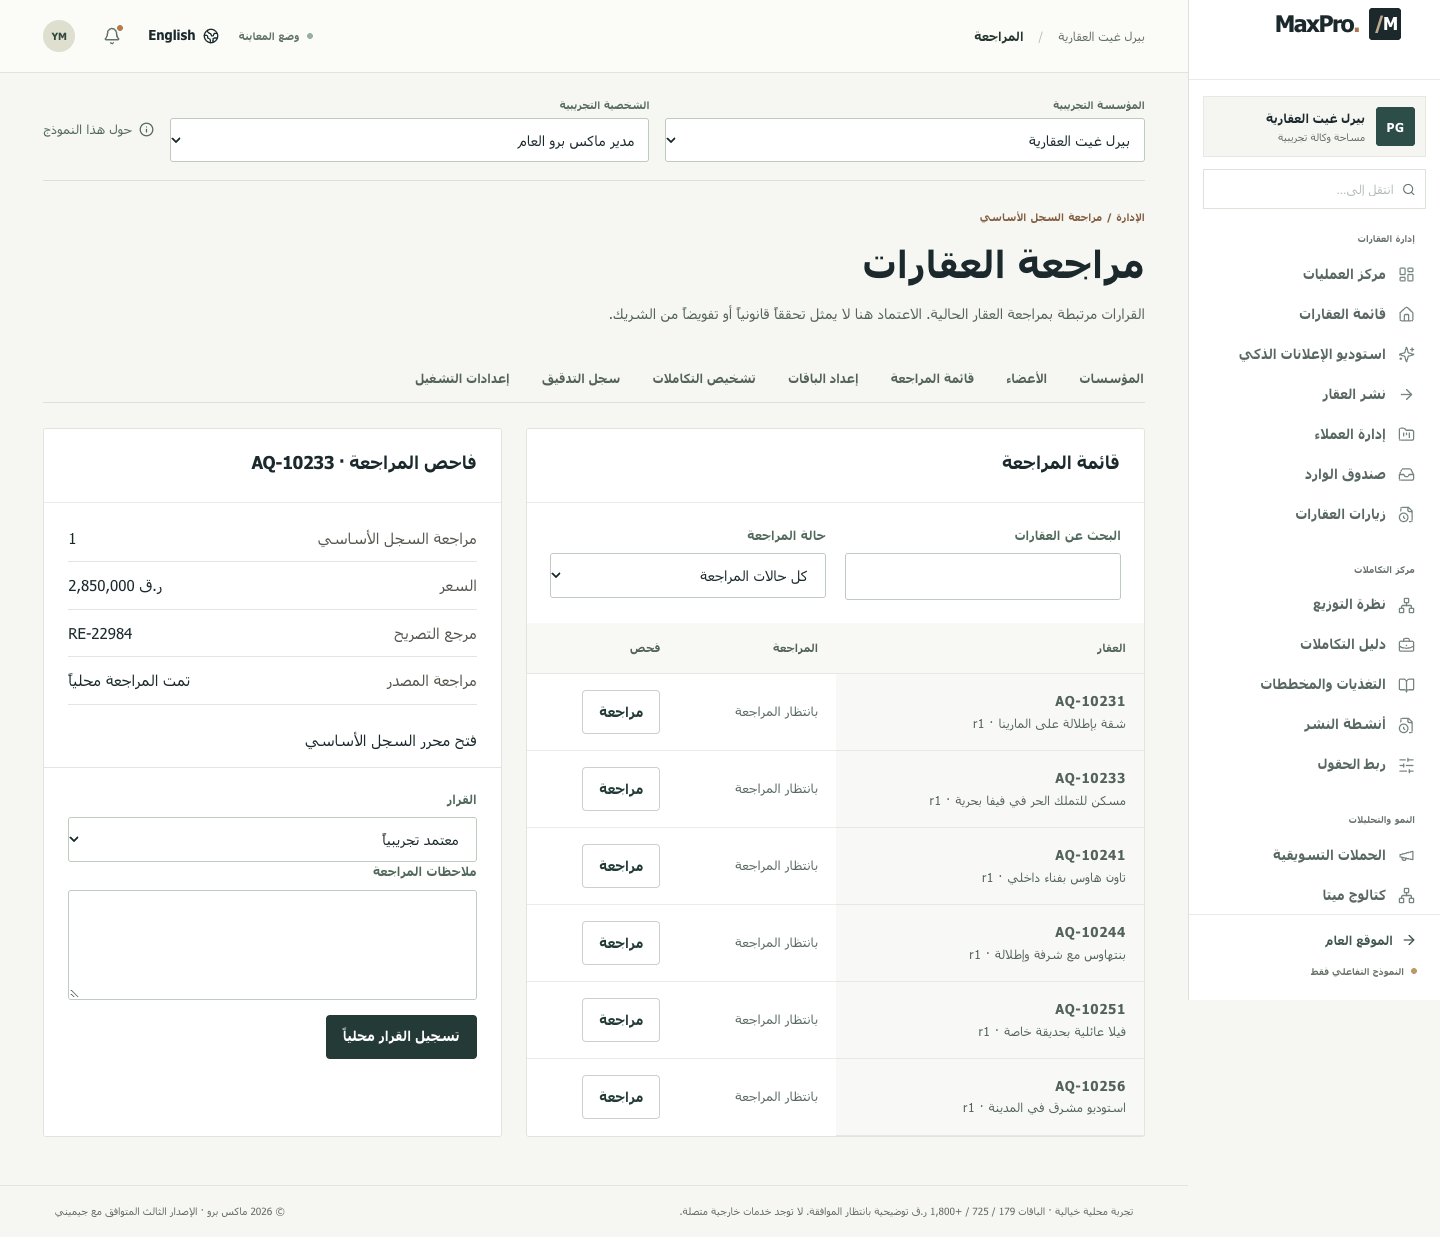 MaxPro.
/M
PG
بيرل غيت العقارية
مساحة وكالة تجريبية
انتقل إلى...
إدارة العقارات
مركز العمليات
قائمة العقارات
استوديو الإعلانات الذكي
نشر العقار
إدارة العملاء
صندوق الوارد
زيارات العقارات
مركز التكاملات
نظرة التوزيع
دليل التكاملات
التغذيات والمخططات
أنشطة النشر
ربط الحقول
النمو والتحليلات
الحملات التسويقية
كتالوج ميتا
الموقع العام
النموذج التفاعلي فقط
بيرل غيت العقارية / المراجعة
وضع المعاينة
English
YM
المؤسسة التجريبية
بيرل غيت العقارية
الشخصية التجريبية
مدير ماكس برو العام
حول هذا النموذج
الإدارة / مراجعة السجل الأساسي
مراجعة العقارات
القرارات مرتبطة بمراجعة العقار الحالية. الاعتماد هنا لا يمثل تحققاً قانونياً أو تفويضاً من الشريك.
المؤسسات
الأعضاء
قائمة المراجعة
إعداد الباقات
تشخيص التكاملات
سجل التدقيق
إعدادات التشغيل
قائمة المراجعة
البحث عن العقارات
حالة المراجعة
كل حالات المراجعة
العقار
المراجعة
فحص
AQ-10231
شقة بإطلالة على المارينا · r1
بانتظار المراجعة
مراجعة
AQ-10233
مسكن للتملك الحر في فيفا بحرية · r1
بانتظار المراجعة
مراجعة
AQ-10241
تاون هاوس بفناء داخلي · r1
بانتظار المراجعة
مراجعة
AQ-10244
بنتهاوس مع شرفة وإطلالة · r1
بانتظار المراجعة
مراجعة
AQ-10251
فيلا عائلية بحديقة خاصة · r1
بانتظار المراجعة
مراجعة
AQ-10256
استوديو مشرق في المدينة · r1
بانتظار المراجعة
مراجعة
فاحص المراجعة · AQ-10233
مراجعة السجل الأساسي
1
السعر
2,850,000 ر.ق
مرجع التصريح
RE-22984
مراجعة المصدر
تمت المراجعة محلياً
فتح محرر السجل الأساسي
القرار
معتمد تجريبياً
ملاحظات المراجعة
تسجيل القرار محلياً
تجربة محلية خيالية · الباقات 179 / 725 / +1,800 ر.ق توضيحية بانتظار الموافقة. لا توجد خدمات خارجية متصلة.
© 2026 ماكس برو · الإصدار الثالث المتوافق مع جيميني